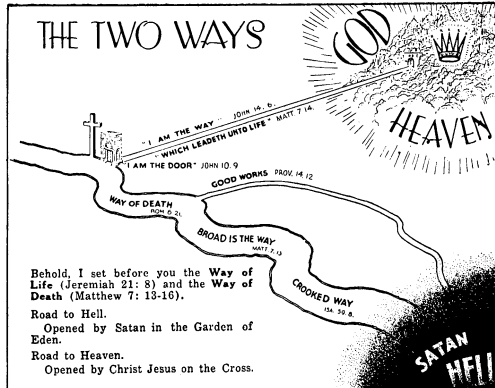 THE TWO WAYS
GOD
HEAVEN
"I AM THE WAY" JOHN 14.6.
"WHICH LEADETH UNTO LIFE" MATT 7 14.
"I AM THE DOOR" JOHN 10.9
GOOD WORKS PROV. 14.12
WAY OF DEATH
ROM 6 21.
BROAD IS THE WAY
MATT. 7.13
CROOKED WAY
ISA. 59.8.
Behold, I set before you the Way of
Life (Jeremiah 21: 8) and the Way of
Death (Matthew 7: 13-16).
Road to Hell.
Opened by Satan in the Garden of
Eden.
Road to Heaven.
Opened by Christ Jesus on the Cross.
SATAN
HELL